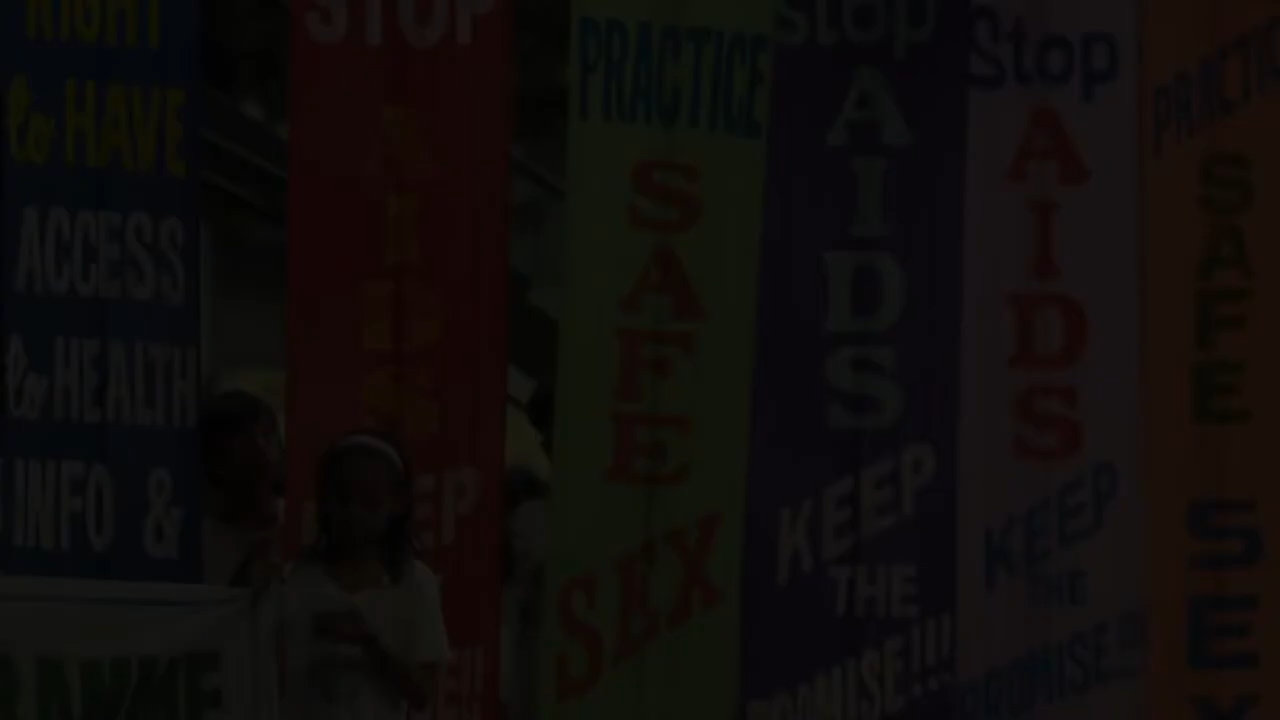 RIGHT
to HAVE
ACCESS
to HEALTH
INFO &
STOP
AIDS
PRACTICE
SAFE
SEX
Stop
AIDS
KEEP
THE
PROMISE!!!
Stop
AIDS
KEEP
THE
PROMISE!!!
PRACTICE
SAFE
SEX